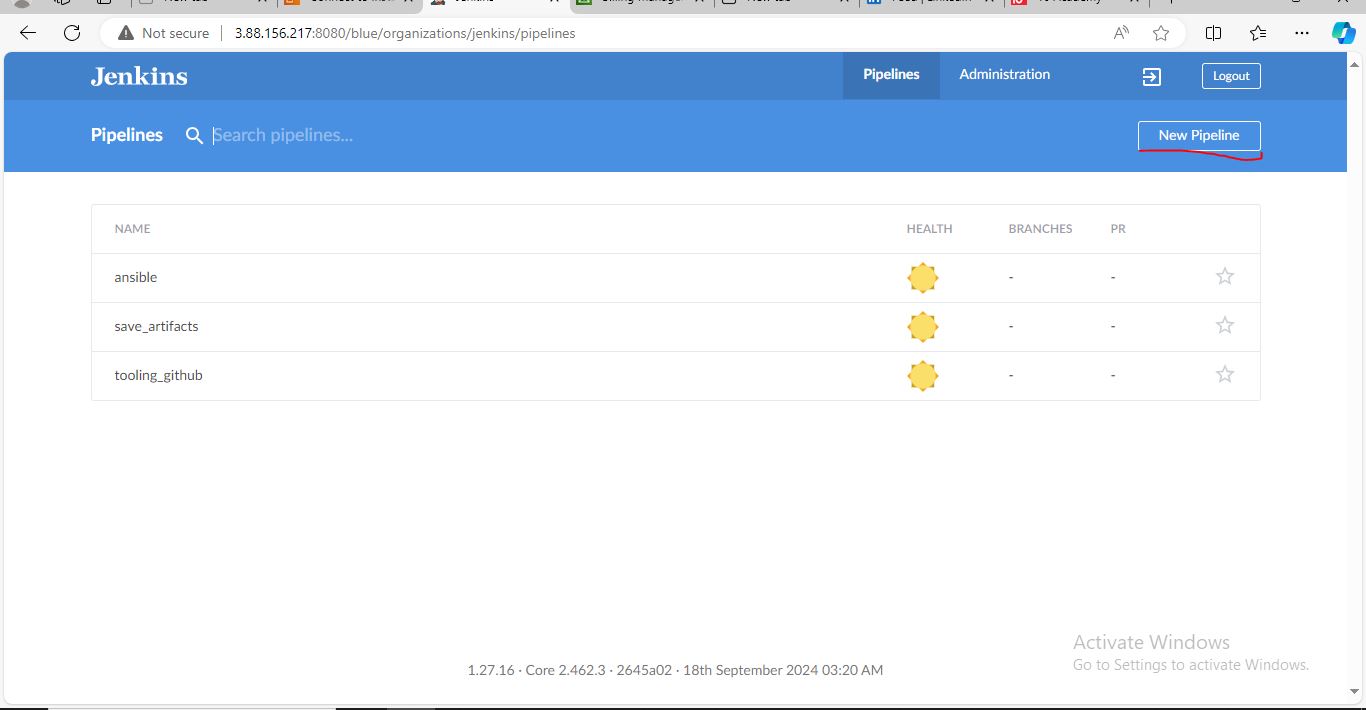 Not secure 3.88.156.217:8080/blue/organizations/jenkins/pipelines
Jenkins Pipelines Administration Logout
Pipelines Search pipelines... New Pipeline
NAME HEALTH BRANCHES PR
ansible - -
save_artifacts - -
tooling_github - -
Activate Windows
Go to Settings to activate Windows.
1.27.16 · Core 2.462.3 · 2645a02 · 18th September 2024 03:20 AM